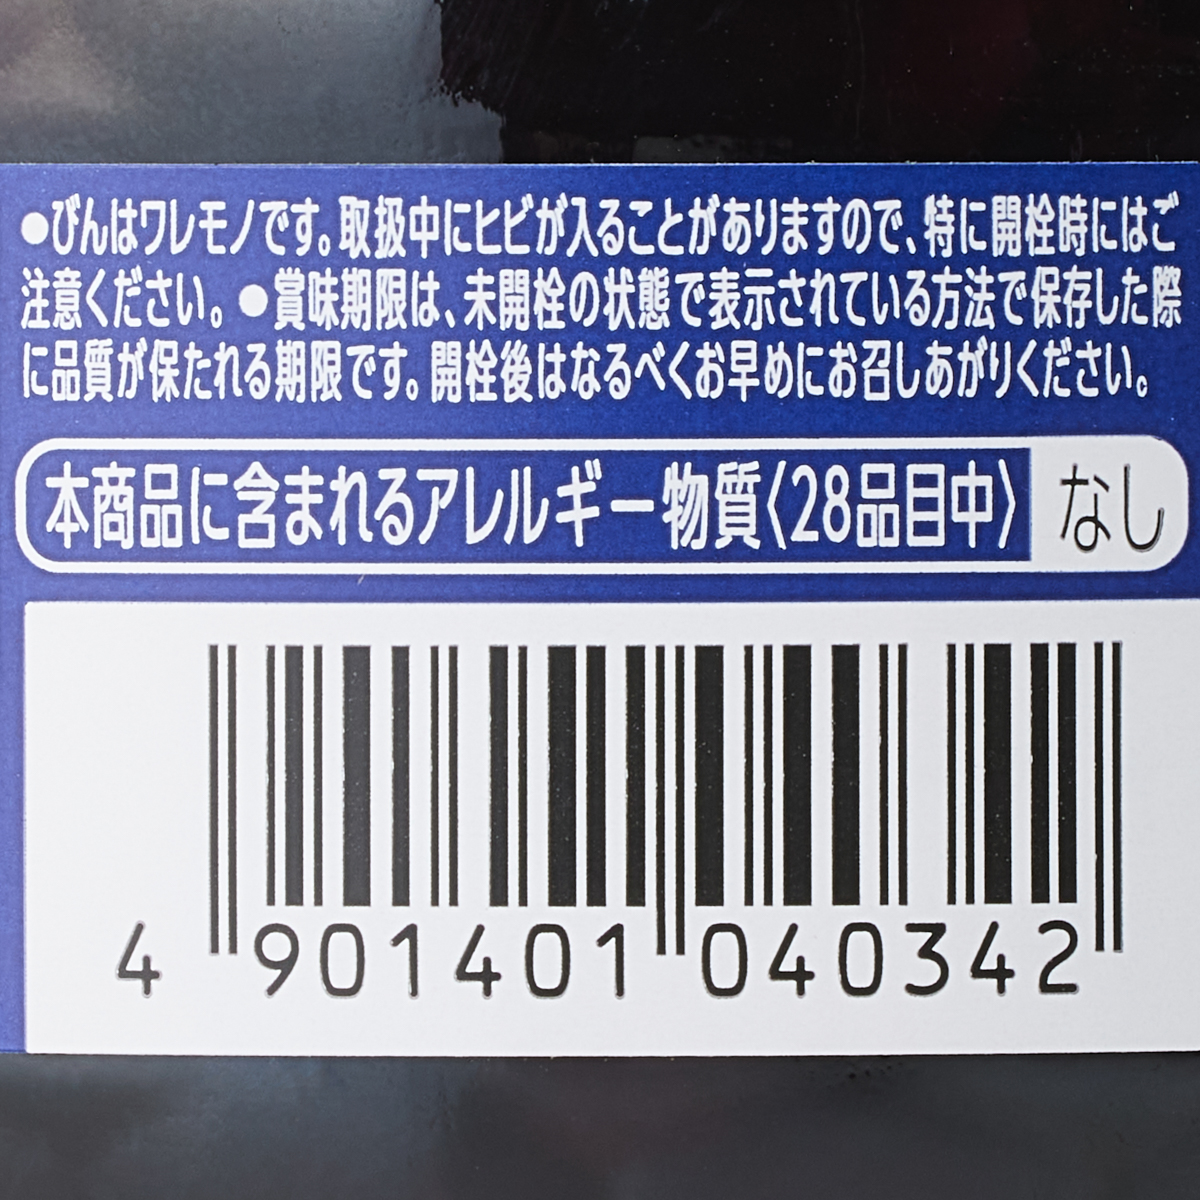 ●びんはワレモノです。取扱中にヒビが入ることがありますので、特に開栓時にはご
注意ください。●賞味期限は、未開栓の状態で表示されている方法で保存した際
に品質が保たれる期限です。開栓後はなるべくお早めにお召しあがりください。
本商品に含まれるアレルギー物質〈28品目中〉 なし
4 901401 040342